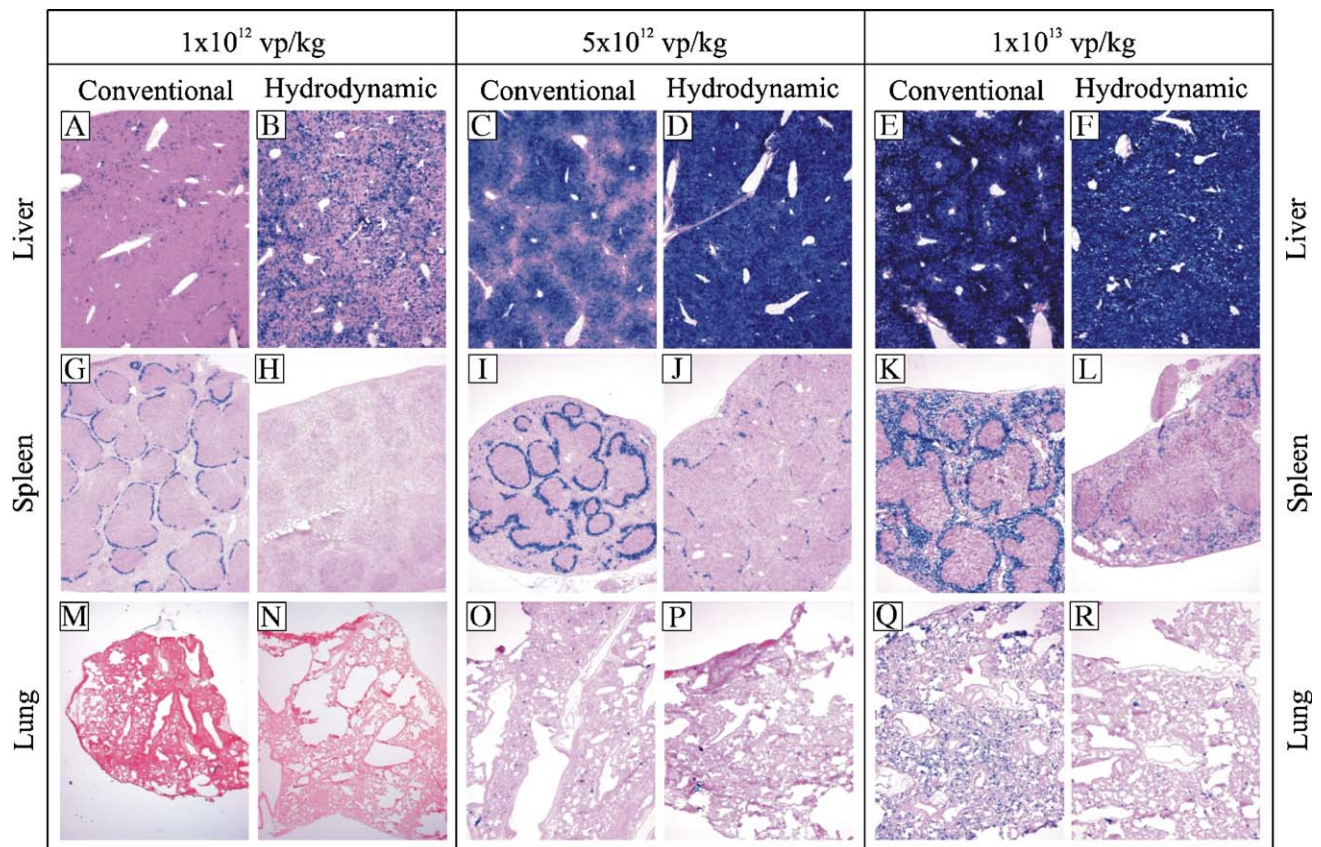 1x10¹² vp/kg 5x10¹² vp/kg 1x10¹³ vp/kg
Conventional Hydrodynamic Conventional Hydrodynamic Conventional Hydrodynamic
A B C D E F
Liver Liver
G H I J K L
Spleen Spleen
M N O P Q R
Lung Lung